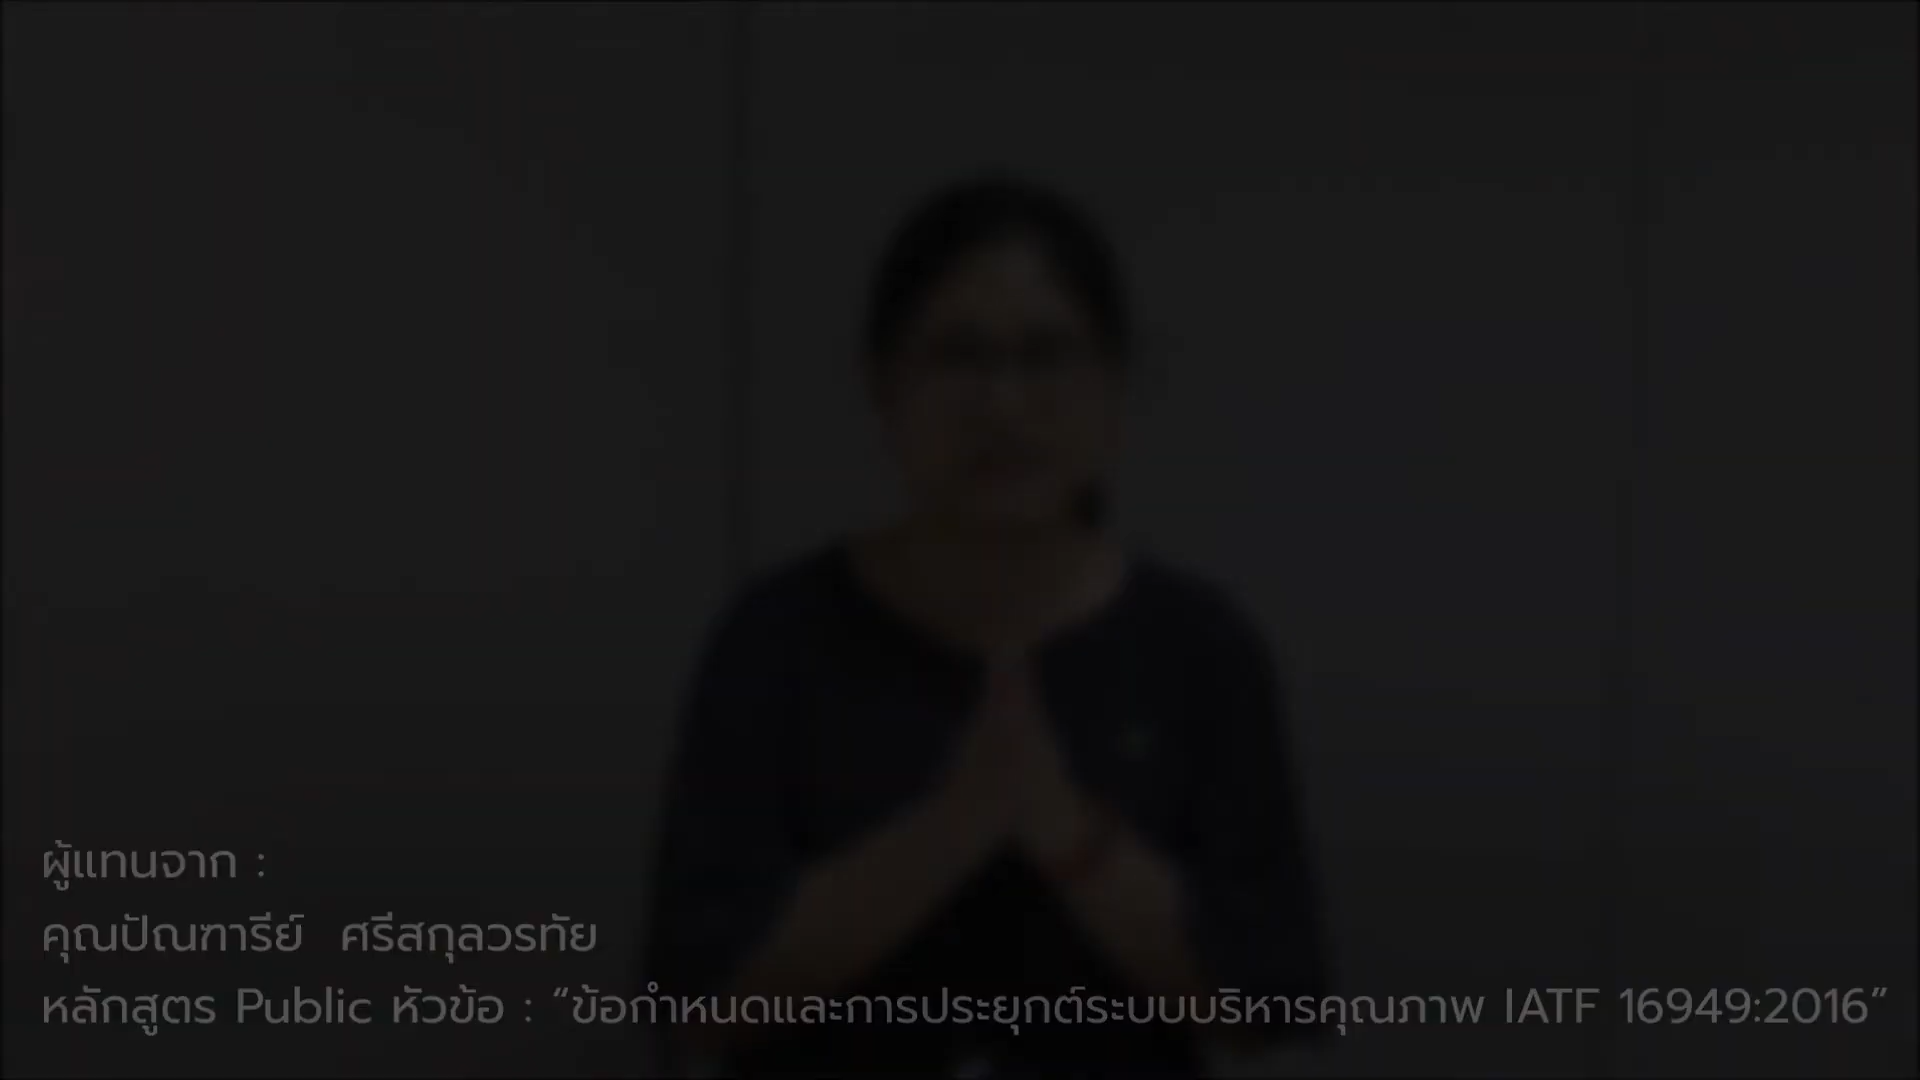 ผู้แทนจาก :
คุณปัณฑารีย์ ศรีสกุลวรทัย
หลักสูตร Public หัวข้อ : “ข้อกำหนดและการประยุกต์ระบบบริหารคุณภาพ IATF 16949:2016”